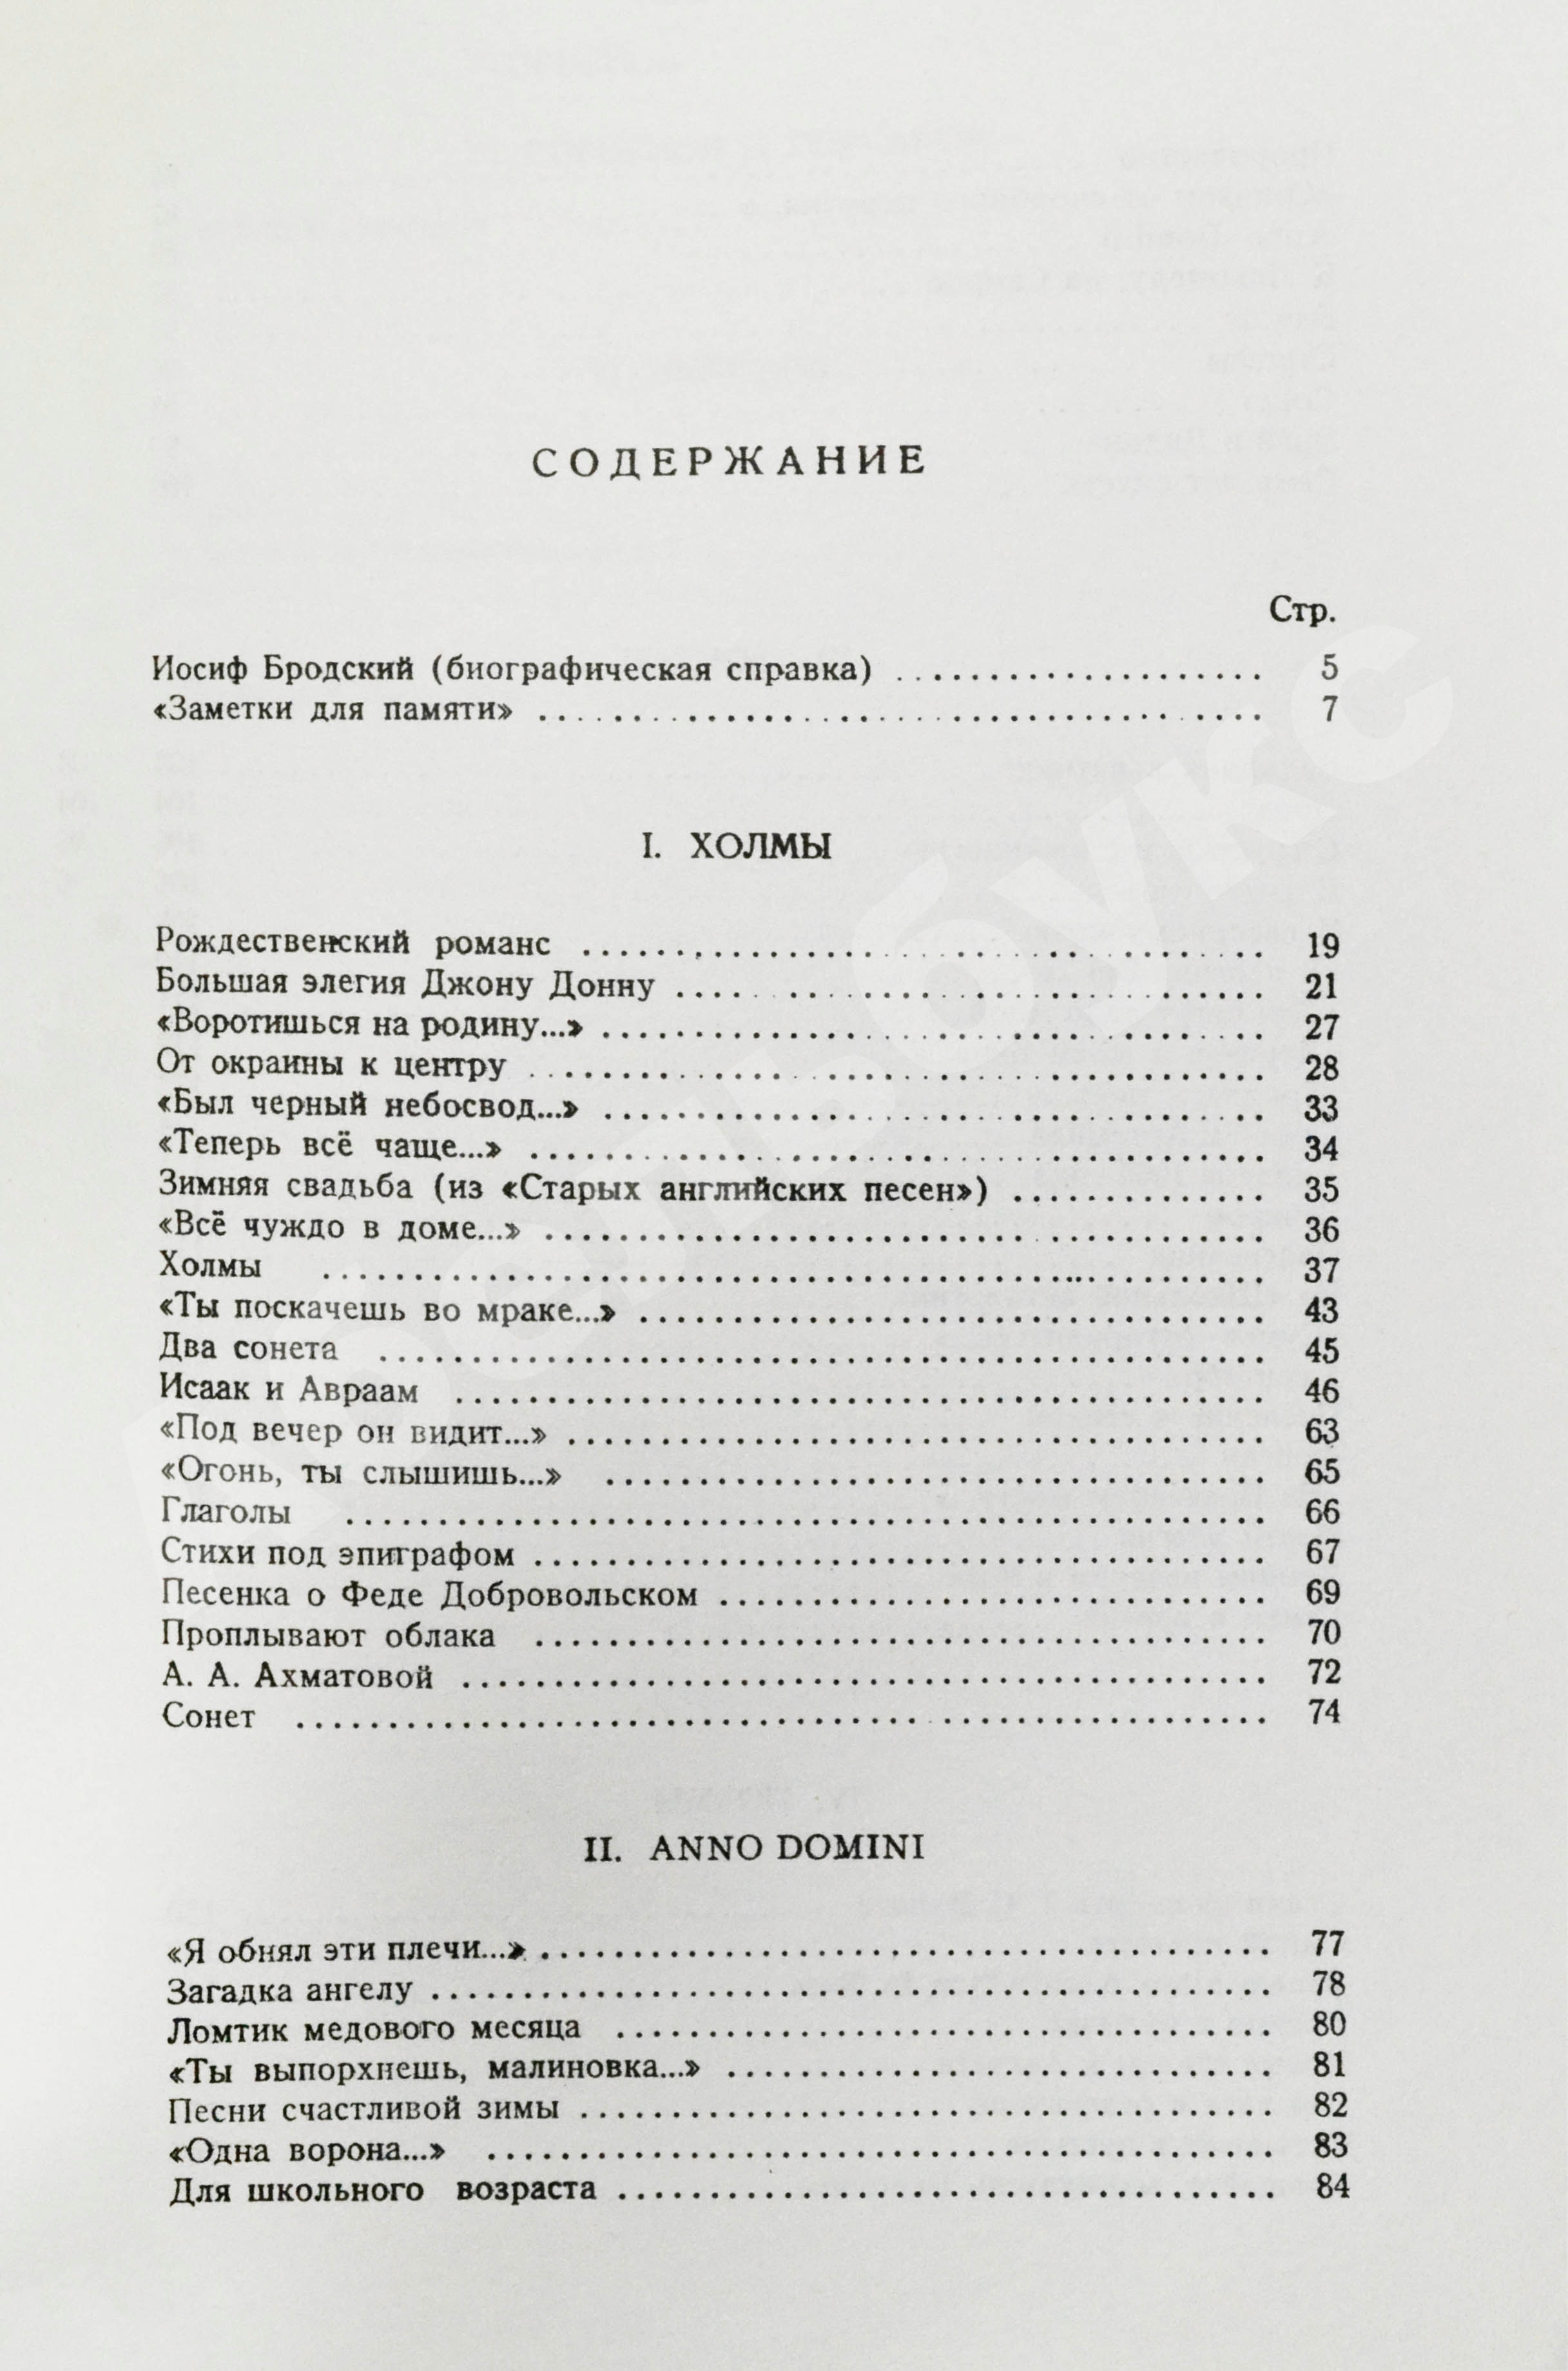 СОДЕРЖАНИЕ
Стр.
Иосиф Бродский (биографическая справка) .................... 5
«Заметки для памяти» ........................................ 7
I. ХОЛМЫ
Рождественский романс ..................................... 19
Большая элегия Джону Донну ................................ 21
«Воротишься на родину...» .................................... 27
От окраины к центру ........................................ 28
«Был черный небосвод...» .................................... 33
«Теперь всё чаще...» ........................................ 34
Зимняя свадьба (из «Старых английских песен») .............. 35
«Всё чуждо в доме...» ....................................... 36
Холмы .................................................... 37
«Ты поскачешь во мраке...» .................................. 43
Два сонета ................................................ 45
Исаак и Авраам ............................................ 46
«Под вечер он видит...» ...................................... 63
«Огонь, ты слышишь...» .................................... 65
Глаголы .................................................. 66
Стихи под эпиграфом ........................................ 67
Песенка о Феде Добровольском .............................. 69
Проплывают облака ........................................ 70
А. А. Ахматовой ............................................ 72
Сонет ..................................................... 74
II. ANNO DOMINI
«Я обнял эти плечи...» ........................................ 77
Загадка ангелу .............................................. 78
Ломтик медового месяца .................................... 80
«Ты выпорхнешь, малиновка...» .............................. 81
Песни счастливой зимы ...................................... 82
«Одна ворона...» ........................................... 83
Для школьного возраста .................................... 84